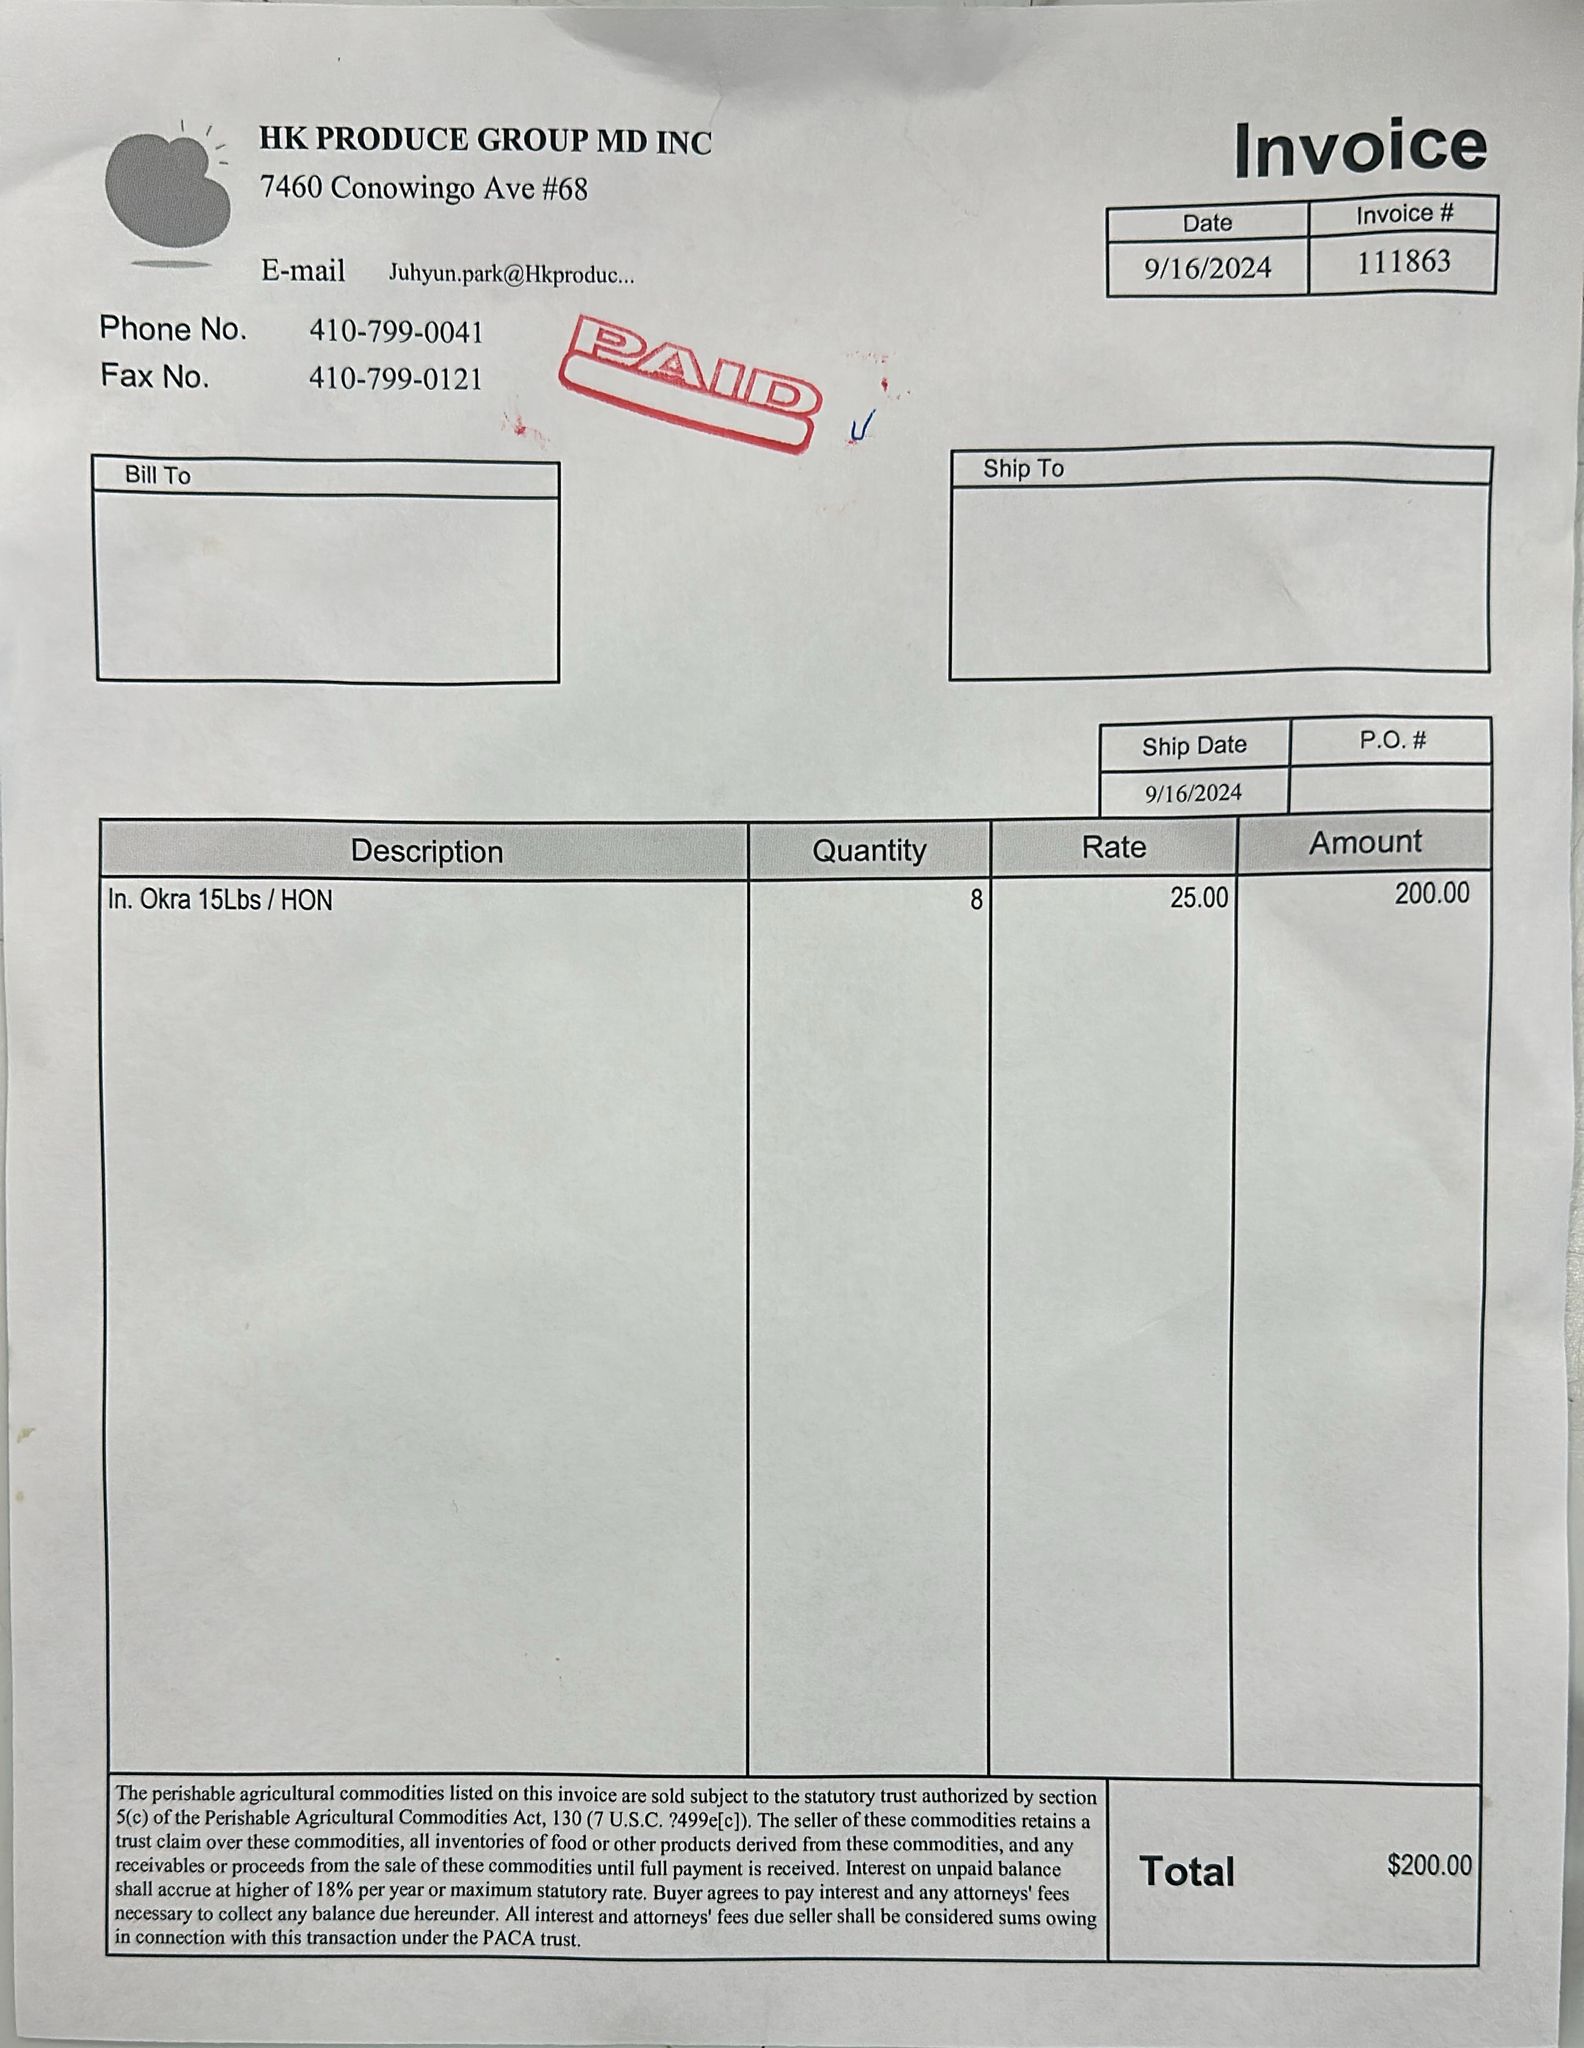 HK PRODUCE GROUP MD INC
7460 Conowingo Ave #68
E-mail Juhyun.park@Hkproduc...
Phone No. 410-799-0041
Fax No. 410-799-0121
Invoice
Date Invoice #
9/16/2024 111863
PAID
Bill To
Ship To
Ship Date P.O. #
9/16/2024
Description Quantity Rate Amount
In. Okra 15Lbs / HON 8 25.00 200.00
The perishable agricultural commodities listed on this invoice are sold subject to the statutory trust authorized by section
5(c) of the Perishable Agricultural Commodities Act, 130 (7 U.S.C. ?499e[c]). The seller of these commodities retains a
trust claim over these commodities, all inventories of food or other products derived from these commodities, and any
receivables or proceeds from the sale of these commodities until full payment is received. Interest on unpaid balance
shall accrue at higher of 18% per year or maximum statutory rate. Buyer agrees to pay interest and any attorneys' fees
necessary to collect any balance due hereunder. All interest and attorneys' fees due seller shall be considered sums owing
in connection with this transaction under the PACA trust.
Total $200.00